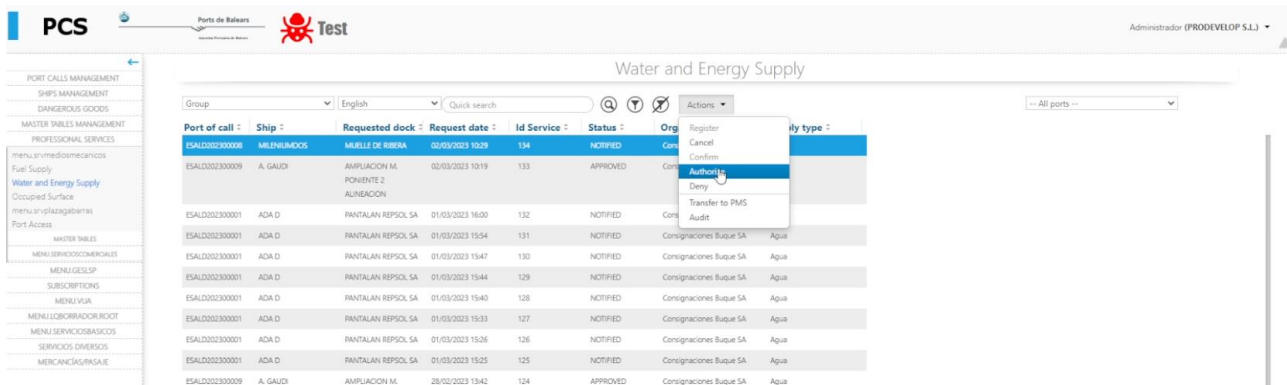 PCS
Ports de Balears
Test
Administrador (PRODEVELOP S.L.)
Water and Energy Supply
PORT CALLS MANAGEMENT
SHIPS MANAGEMENT
DANGEROUS GOODS
MASTER TABLES MANAGEMENT
PROFESSIONAL SERVICES
menu.srvmediosmecanicos
Fuel Supply
Water and Energy Supply
Occupied Surface
menu.srvplazagabarras
Port Access
MASTER TABLES
MENU.SERVICIOSCOMERCIALES
MENU.GESLSP
SUBSCRIPTIONS
MENU.VUA
MENU.LQBORRADOR.ROOT
MENU.SERVICIOSBASICOS
SERVICIOS DIVERSOS
MERCANCÍAS/PASAJE
Group English Quick search Actions -- All ports --
Port of call Ship Requested dock Request date Id Service Status Org ly type
ESALD202300008 MILENIUMDOS MUELLE DE RIBERA 02/03/2023 10:29 134 NOTIFIED Cons
ESALD202300009 A. GAUDI AMPLIACION M. 02/03/2023 10:19 133 APPROVED Cons
PONIENTE 2
ALINEACION
Register
Cancel
Confirm
Authorize
Deny
Transfer to PMS
Audit
ESALD202300001 ADA D PANTALAN REPSOL SA 01/03/2023 16:00 132 NOTIFIED Cons
ESALD202300001 ADA D PANTALAN REPSOL SA 01/03/2023 15:54 131 NOTIFIED Consignaciones Buque SA Agua
ESALD202300001 ADA D PANTALAN REPSOL SA 01/03/2023 15:47 130 NOTIFIED Consignaciones Buque SA Agua
ESALD202300001 ADA D PANTALAN REPSOL SA 01/03/2023 15:44 129 NOTIFIED Consignaciones Buque SA Agua
ESALD202300001 ADA D PANTALAN REPSOL SA 01/03/2023 15:40 128 NOTIFIED Consignaciones Buque SA Agua
ESALD202300001 ADA D PANTALAN REPSOL SA 01/03/2023 15:33 127 NOTIFIED Consignaciones Buque SA Agua
ESALD202300001 ADA D PANTALAN REPSOL SA 01/03/2023 15:26 126 NOTIFIED Consignaciones Buque SA Agua
ESALD202300001 ADA D PANTALAN REPSOL SA 01/03/2023 15:25 125 NOTIFIED Consignaciones Buque SA Agua
ESALD202300009 A. GAUDI AMPLIACION M. 28/02/2023 13:42 124 APPROVED Consignaciones Buque SA Agua